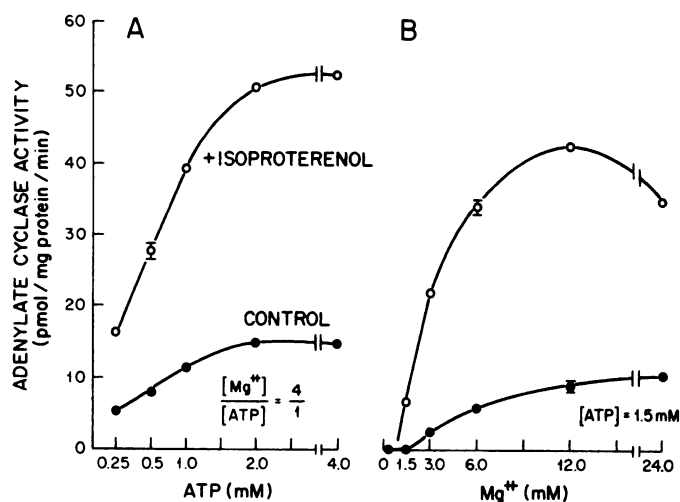 A
B
ADENYLATE CYCLASE ACTIVITY
(pmol/mg protein/min)
60
50
40
30
20
10
0
+ISOPROTERENOL
CONTROL
[Mg++]
[ATP]
=
4
1
0.25
0.5
1.0
2.0
4.0
ATP (mM)
[ATP] = 1.5 mM
0
1.5
3.0
6.0
12.0
24.0
Mg++ (mM)